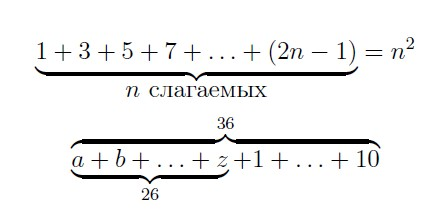 1 + 3 + 5 + 7 + … + (2n − 1) = n²
n слагаемых
36
a + b + … + z +1 + … + 10
26